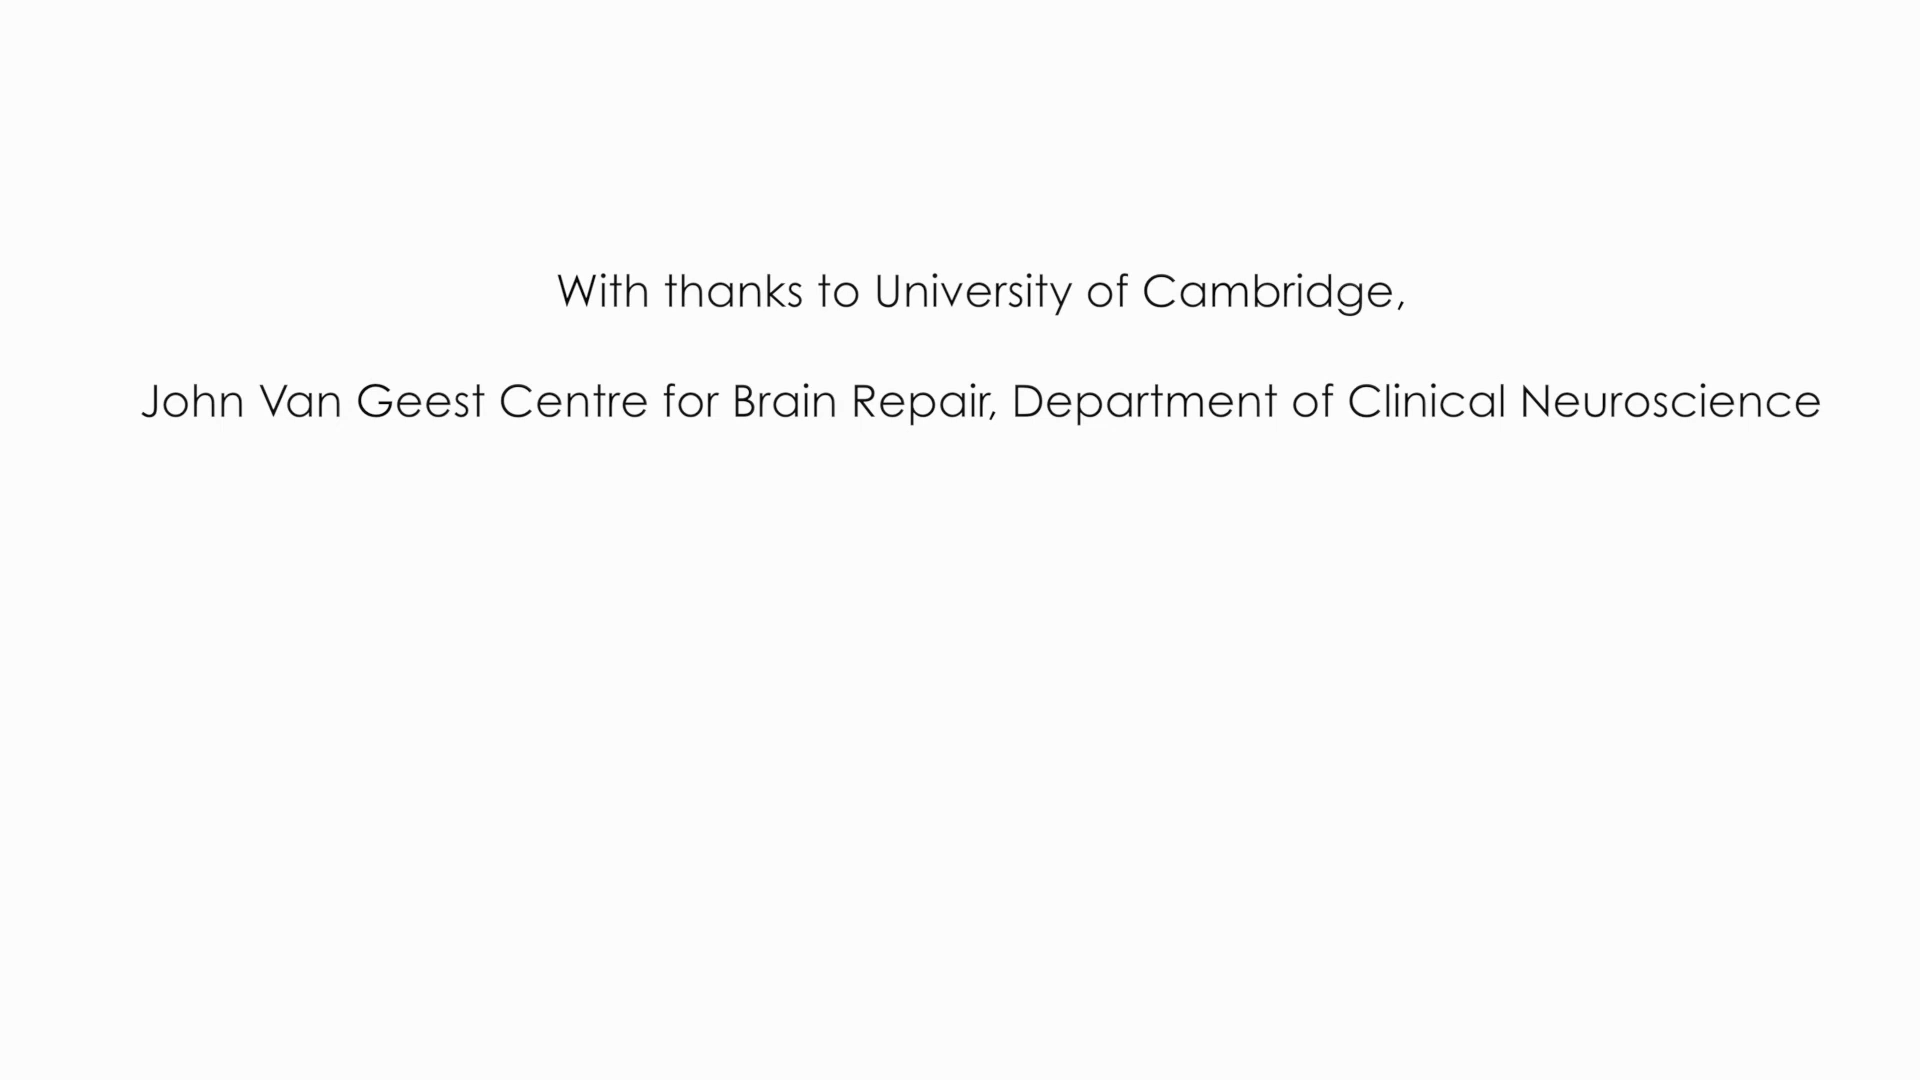 With thanks to University of Cambridge,
John Van Geest Centre for Brain Repair, Department of Clinical Neuroscience